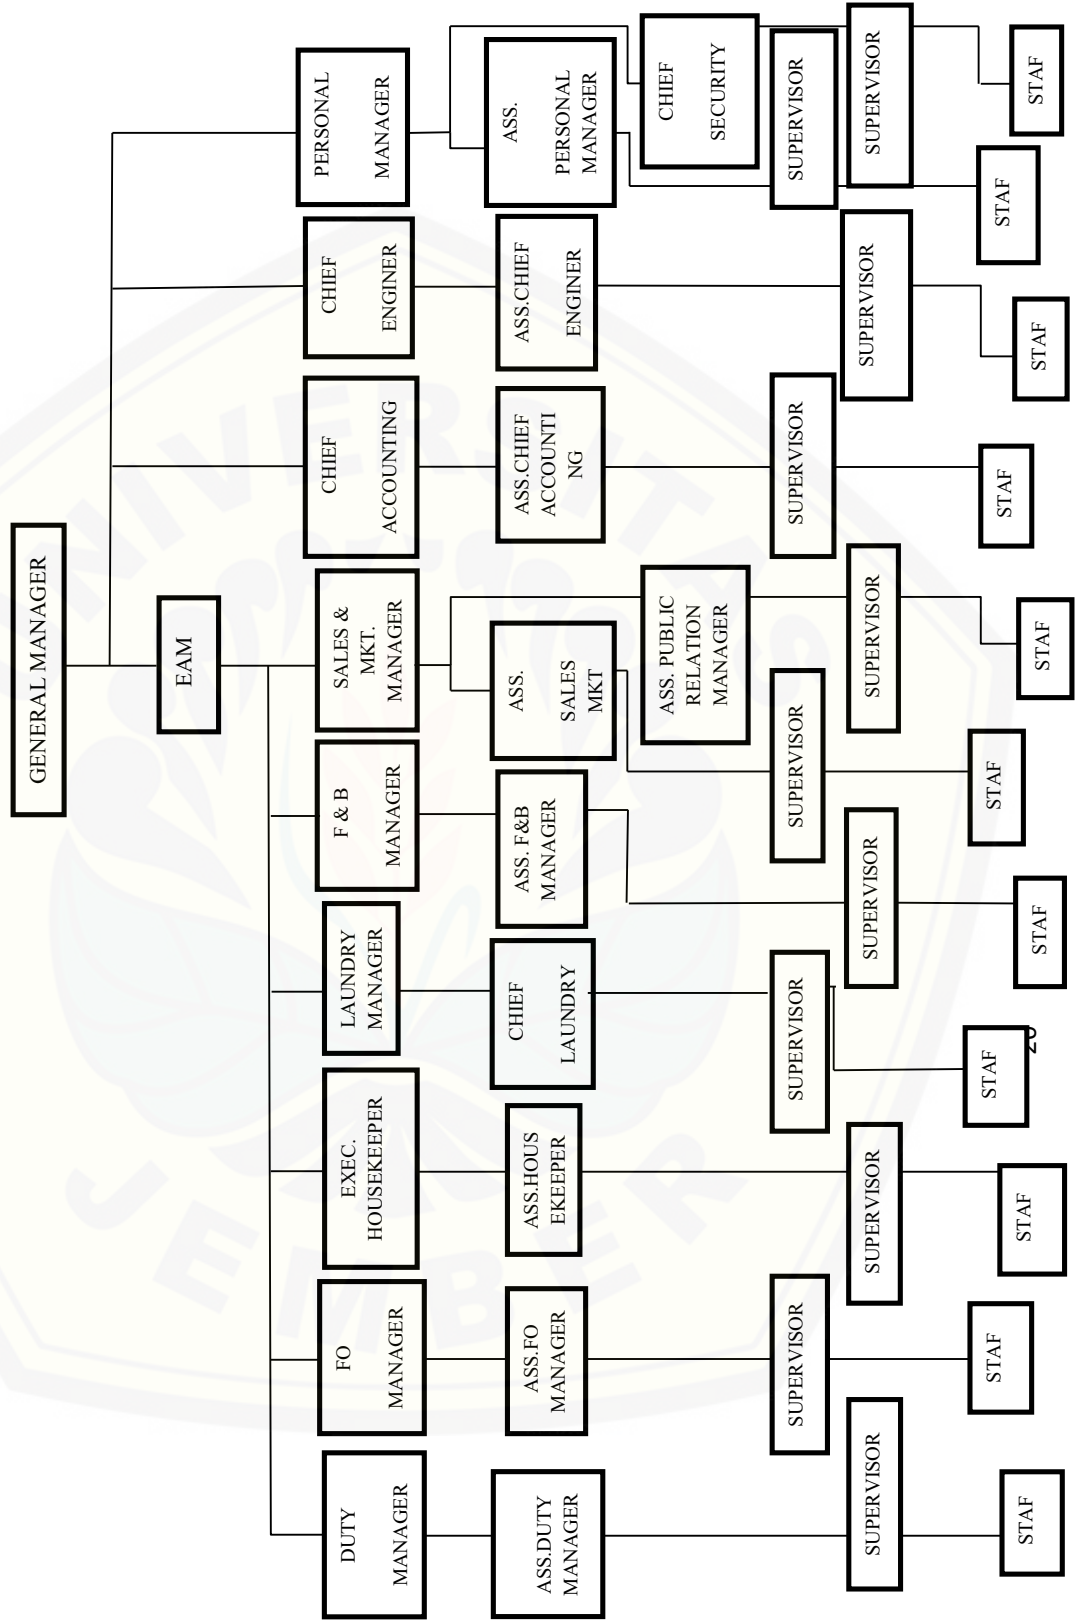 GENERAL MANAGER
EAM
DUTY
MANAGER
FO
MANAGER
EXEC.
HOUSEKEEPER
LAUNDRY
MANAGER
F & B
MANAGER
SALES &
MKT.
MANAGER
CHIEF
ACCOUNTING
CHIEF
ENGINER
PERSONAL
MANAGER
ASS.DUTY
MANAGER
ASS.FO
MANAGER
ASS.HOUS
EKEEPER
CHIEF
LAUNDRY
ASS. F&B
MANAGER
ASS.
SALES
MKT
ASS.CHIEF
ACCOUNTI
NG
ASS.CHIEF
ENGINER
ASS.
PERSONAL
MANAGER
ASS. PUBLIC
RELATION
MANAGER
CHIEF
SECURITY
SUPERVISOR
SUPERVISOR
SUPERVISOR
SUPERVISOR
SUPERVISOR
SUPERVISOR
SUPERVISOR
SUPERVISOR
SUPERVISOR
SUPERVISOR
SUPERVISOR
STAF
STAF
STAF
STAF
STAF
STAF
STAF
STAF
STAF
STAF
STAF
UNIVERSITAS
JEMBER